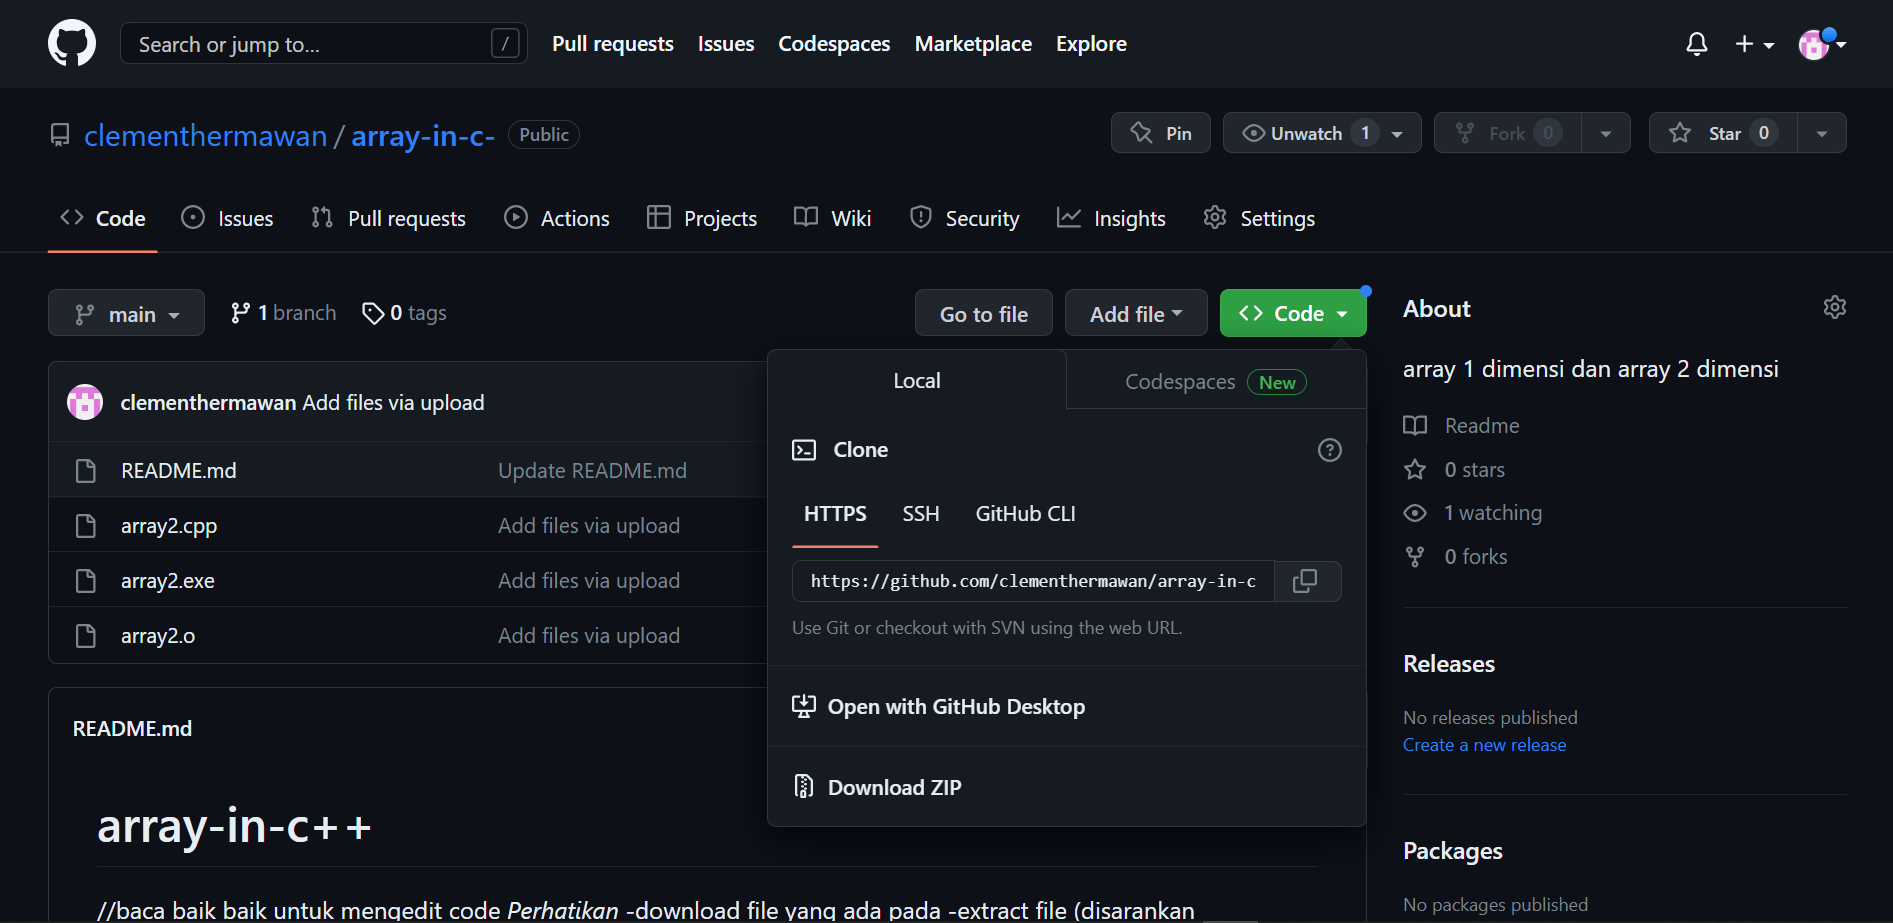 Search or jump to... /
Pull requests Issues Codespaces Marketplace Explore
clementhermawan / array-in-c- Public
Pin Unwatch 1 Fork 0 Star 0
Code Issues Pull requests Actions Projects Wiki Security Insights Settings
main 1 branch 0 tags
Go to file Add file Code
clementhermawan Add files via upload
README.md Update README.md
array2.cpp Add files via upload
array2.exe Add files via upload
array2.o Add files via upload
Local Codespaces New
Clone
HTTPS SSH GitHub CLI
https://github.com/clementhermawan/array-in-c
Use Git or checkout with SVN using the web URL.
Open with GitHub Desktop
Download ZIP
README.md
array-in-c++
//baca baik baik untuk mengedit code Perhatikan -download file yang ada pada -extract file (disarankan
About
array 1 dimensi dan array 2 dimensi
Readme
0 stars
1 watching
0 forks
Releases
No releases published
Create a new release
Packages
No packages published